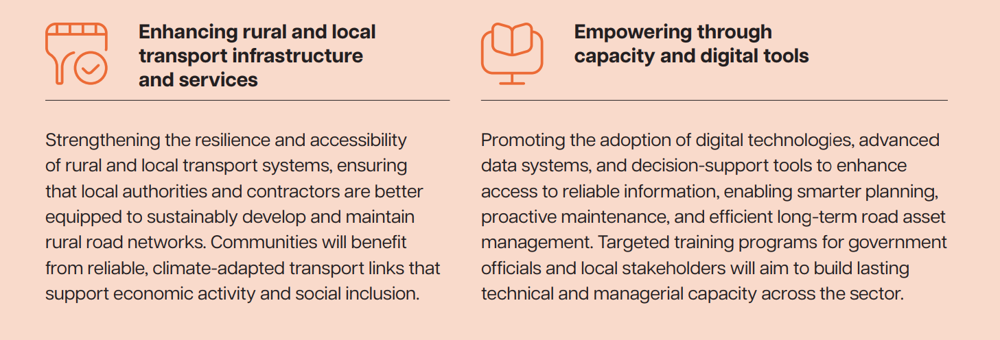 Enhancing rural and local
transport infrastructure
and services
Strengthening the resilience and accessibility
of rural and local transport systems, ensuring
that local authorities and contractors are better
equipped to sustainably develop and maintain
rural road networks. Communities will benefit
from reliable, climate-adapted transport links that
support economic activity and social inclusion.
Empowering through
capacity and digital tools
Promoting the adoption of digital technologies, advanced
data systems, and decision-support tools to enhance
access to reliable information, enabling smarter planning,
proactive maintenance, and efficient long-term road asset
management. Targeted training programs for government
officials and local stakeholders will aim to build lasting
technical and managerial capacity across the sector.